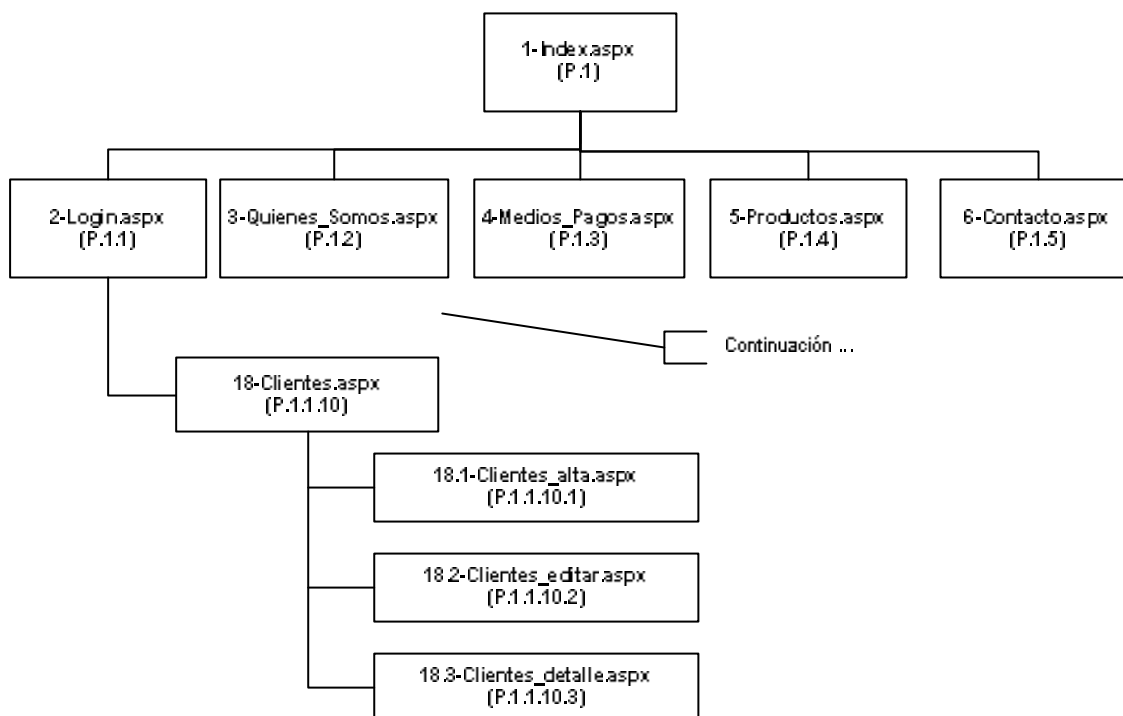 1-Index.aspx
(P.1)
2-Login.aspx
(P.1.1)
3-Quienes_Somos.aspx
(P.1.2)
4-Medios_Pagos.aspx
(P.1.3)
5-Productos.aspx
(P.1.4)
6-Contacto.aspx
(P.1.5)
Continuación ...
18-Clientes.aspx
(P.1.1.10)
18.1-Clientes_alta.aspx
(P.1.1.10.1)
18.2-Clientes_editar.aspx
(P.1.1.10.2)
18.3-Clientes_detalle.aspx
(P.1.1.10.3)